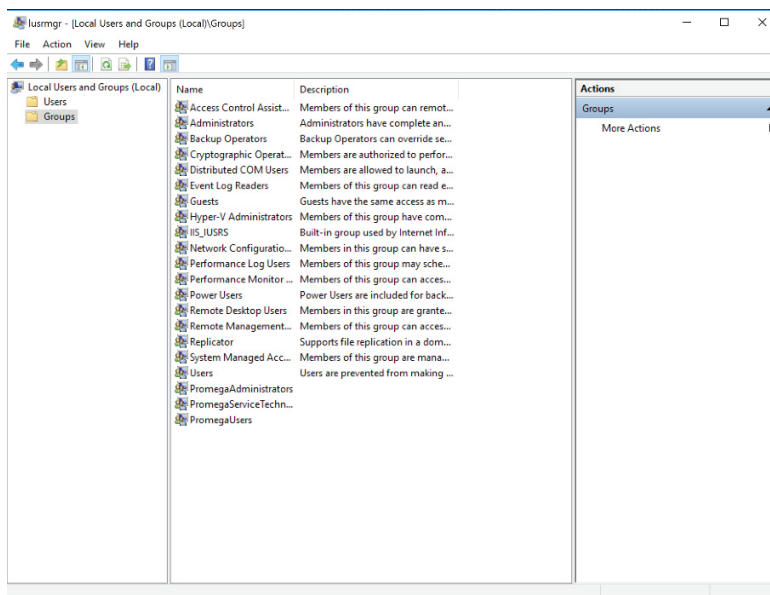 lusrmgr - [Local Users and Groups (Local)\Groups]
File Action View Help
Local Users and Groups (Local)
Users
Groups
Name Description
Access Control Assist... Members of this group can remot...
Administrators Administrators have complete an...
Backup Operators Backup Operators can override se...
Cryptographic Operat... Members are authorized to perfor...
Distributed COM Users Members are allowed to launch, a...
Event Log Readers Members of this group can read e...
Guests Guests have the same access as m...
Hyper-V Administrators Members of this group have com...
IIS_IUSRS Built-in group used by Internet Inf...
Network Configuratio... Members in this group can have s...
Performance Log Users Members of this group may sche...
Performance Monitor ... Members of this group can acces...
Power Users Power Users are included for back...
Remote Desktop Users Members in this group are grante...
Remote Management... Members of this group can acces...
Replicator Supports file replication in a dom...
System Managed Acc... Members of this group are mana...
Users Users are prevented from making ...
PromegaAdministrators
PromegaServiceTechn...
PromegaUsers
Actions
Groups
More Actions